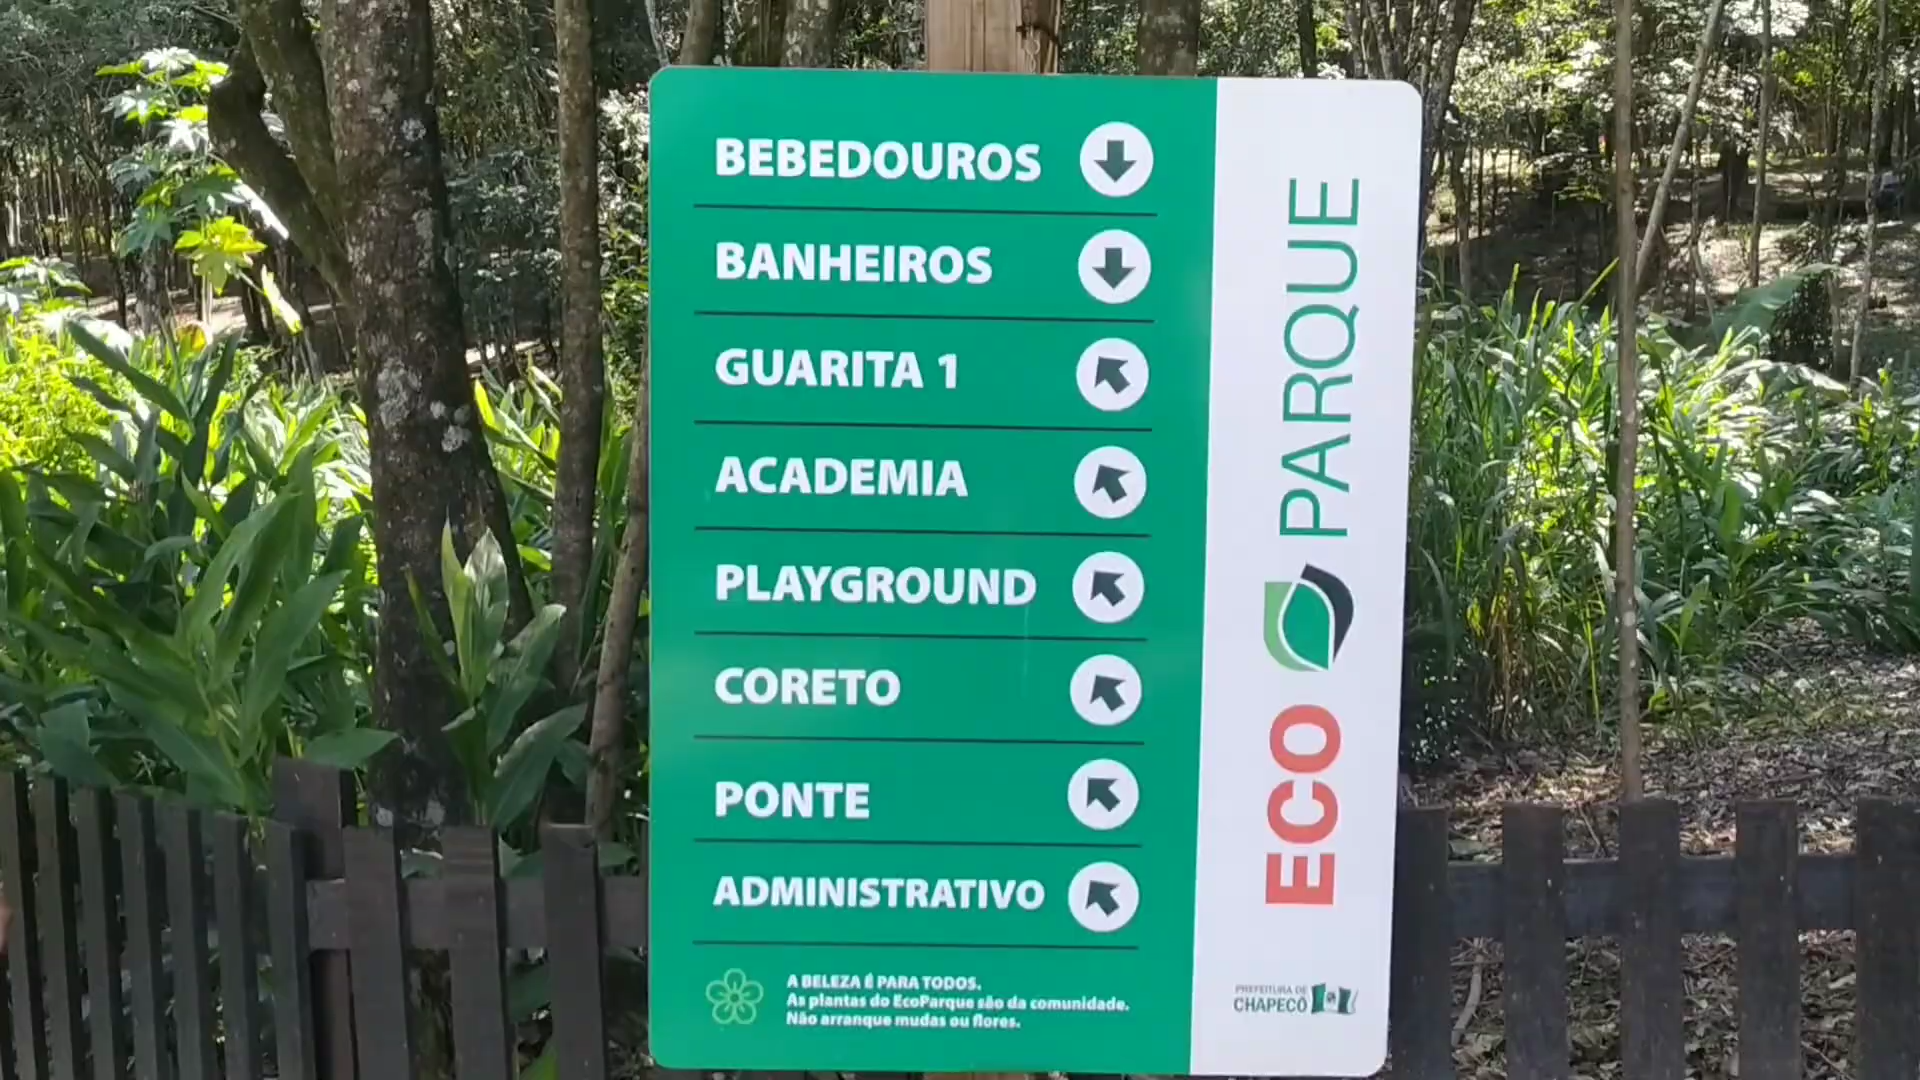 BEBEDOUROS
BANHEIROS
GUARITA 1
ACADEMIA
PLAYGROUND
CORETO
PONTE
ADMINISTRATIVO
A BELEZA É PARA TODOS.
As plantas do EcoParque são da comunidade.
Não arranque mudas ou flores.
ECO PARQUE
PREFEITURA DE
CHAPECÓ